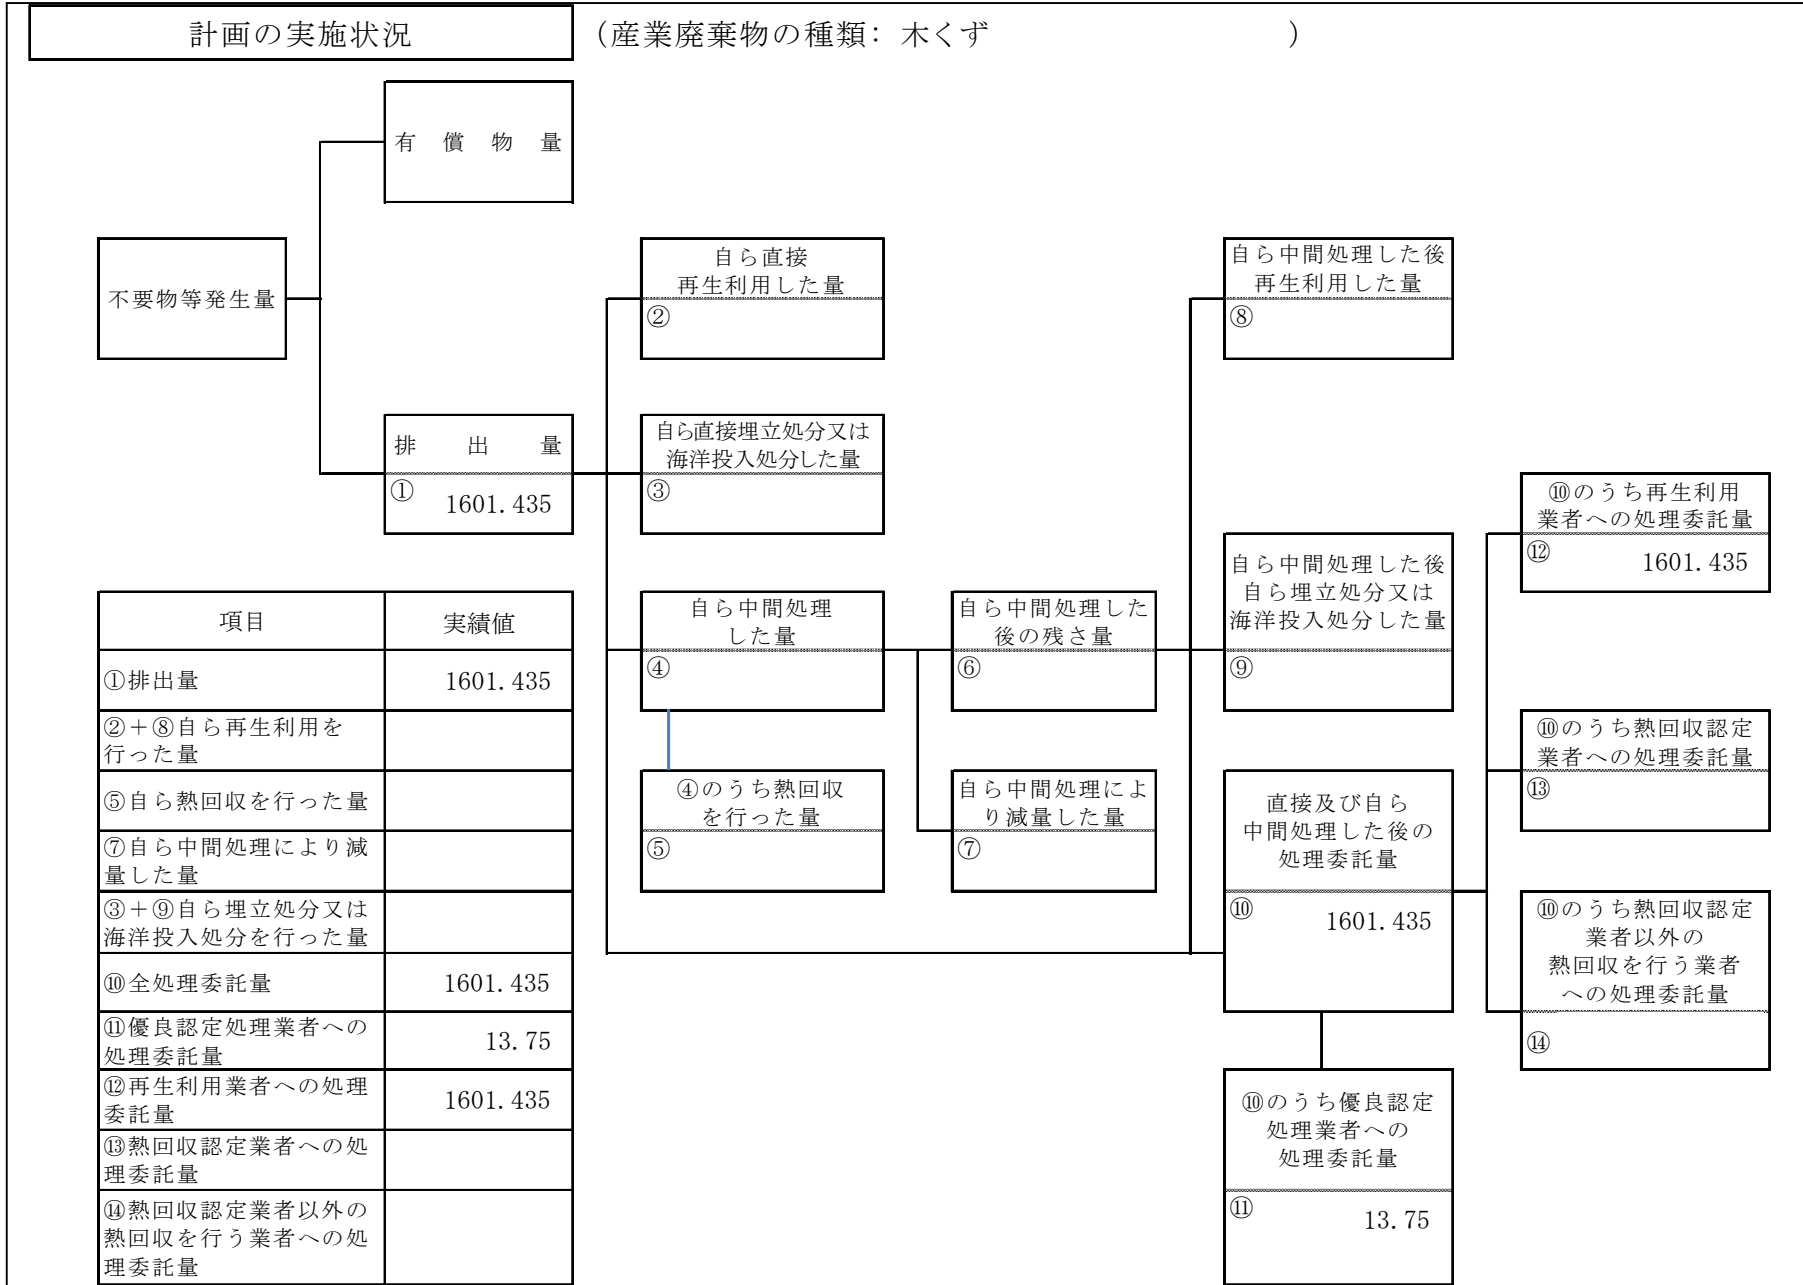 計画の実施状況
（産業廃棄物の種類：木くず　　　　　　　　　　　　）
有償物量
不要物等発生量
自ら直接
再生利用した量
②
自ら中間処理した後
再生利用した量
⑧
排出量
① 1601.435
自ら直接埋立処分又は
海洋投入処分した量
③
⑩のうち再生利用
業者への処理委託量
⑫ 1601.435
自ら中間処理した後
自ら埋立処分又は
海洋投入処分した量
⑨
自ら中間処理
した量
④
自ら中間処理した
後の残さ量
⑥
⑩のうち熱回収認定
業者への処理委託量
⑬
④のうち熱回収
を行った量
⑤
自ら中間処理によ
り減量した量
⑦
直接及び自ら
中間処理した後の
処理委託量
⑩ 1601.435
⑩のうち熱回収認定
業者以外の
熱回収を行う業者
への処理委託量
⑭
⑩のうち優良認定
処理業者への
処理委託量
⑪ 13.75
項目 実績値
①排出量 1601.435
②＋⑧自ら再生利用を
行った量
⑤自ら熱回収を行った量
⑦自ら中間処理により減
量した量
③＋⑨自ら埋立処分又は
海洋投入処分を行った量
⑩全処理委託量 1601.435
⑪優良認定処理業者への
処理委託量 13.75
⑫再生利用業者への処理
委託量 1601.435
⑬熱回収認定業者への処
理委託量
⑭熱回収認定業者以外の
熱回収を行う業者への処
理委託量